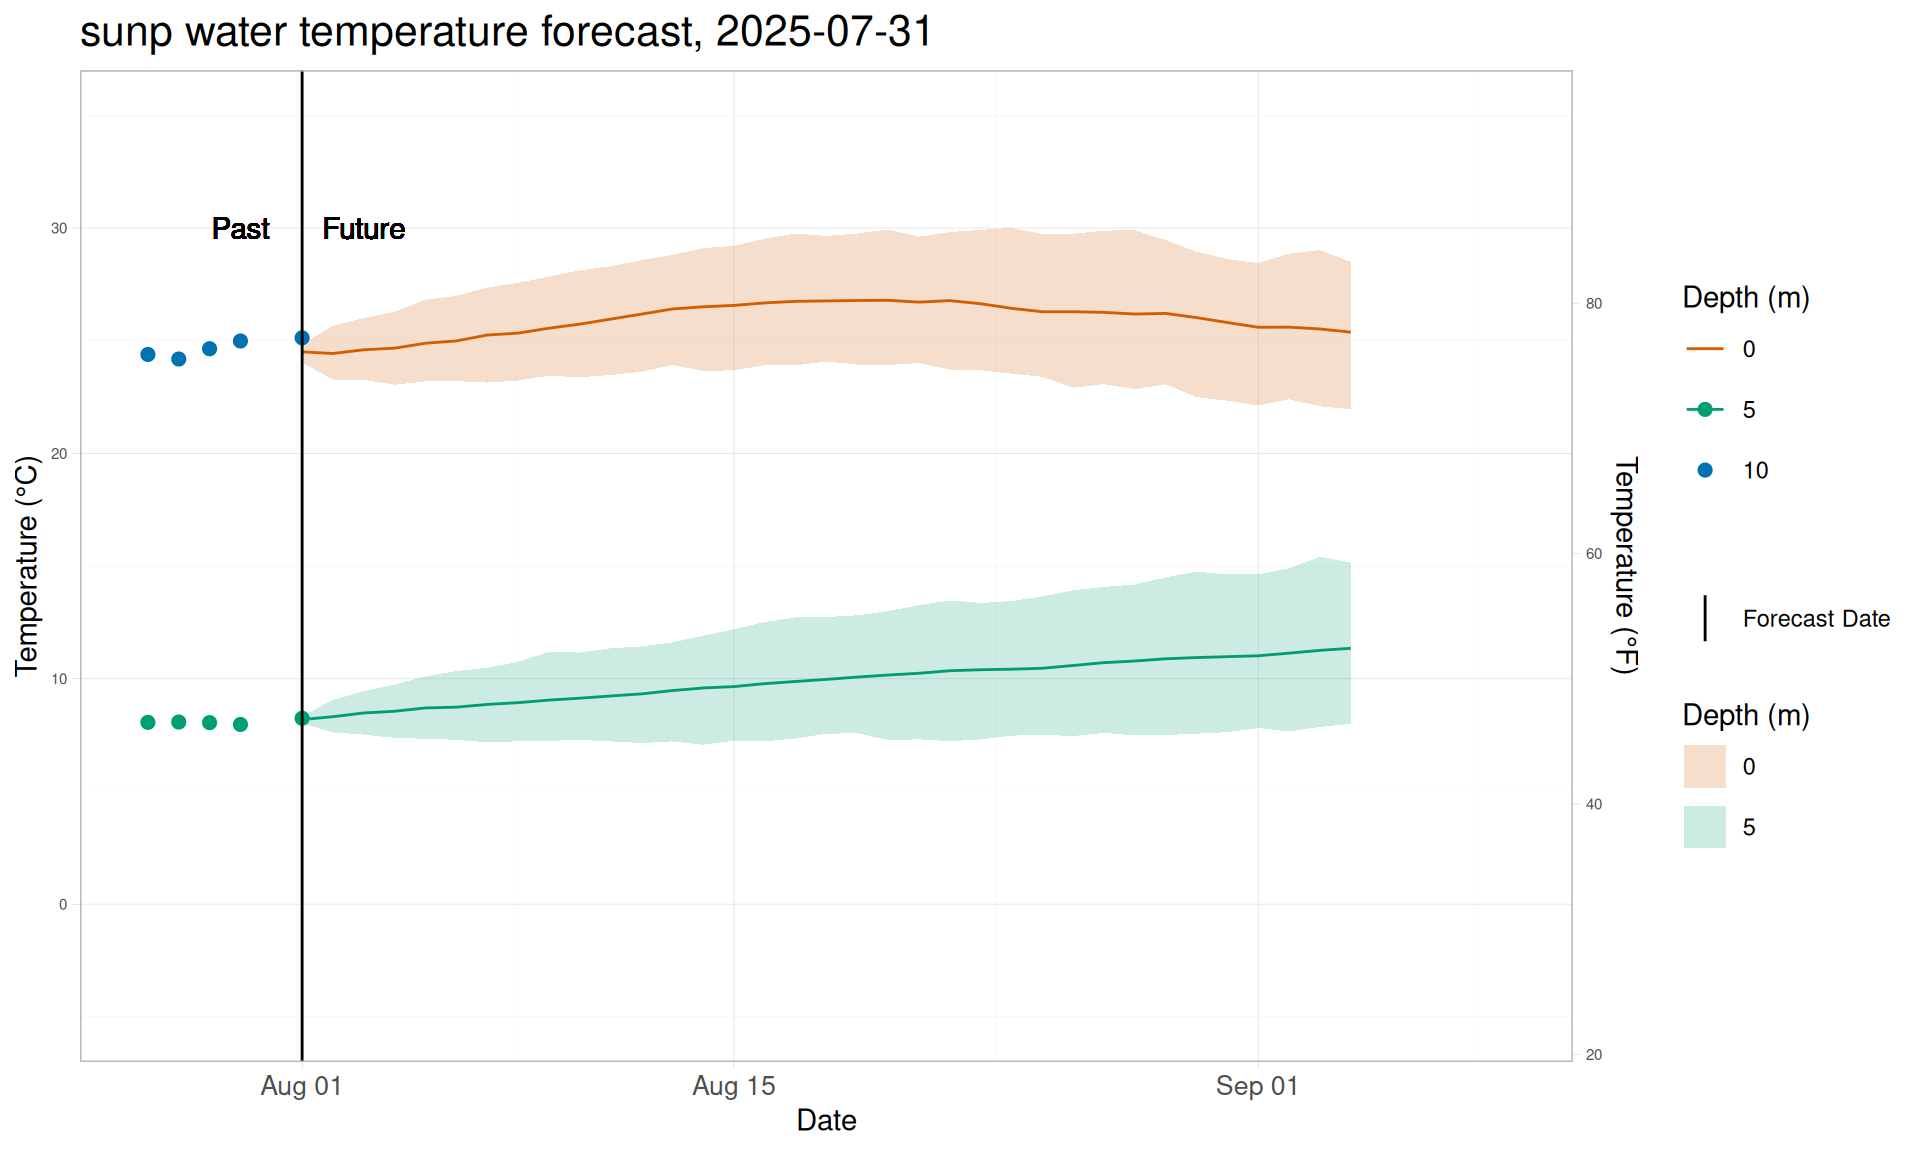 sunp water temperature forecast, 2025-07-31
Past
Future
30
20
10
0
Temperature (°C)
80
60
40
20
Temperature (°F)
Aug 01
Aug 15
Sep 01
Date
Depth (m)
0
5
10
Forecast Date
Depth (m)
0
5